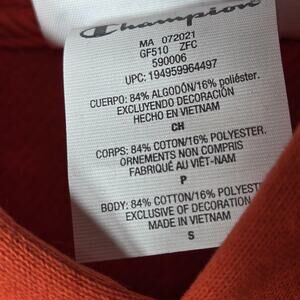 Champion
MA 072021
GF510 ZFC
590006
UPC: 194959964497
CUERPO: 84% ALGODÓN/16% poliéster.
EXCLUYENDO DECORACIÓN
HECHO EN VIETNAM
CH
CORPS: 84% COTON/16% POLYESTER,
ORNEMENTS NON COMPRIS
FABRIQUÉ AU VIÊT-NAM
P
BODY: 84% COTTON/16% POLYESTER
EXCLUSIVE OF DECORATION
MADE IN VIETNAM
S